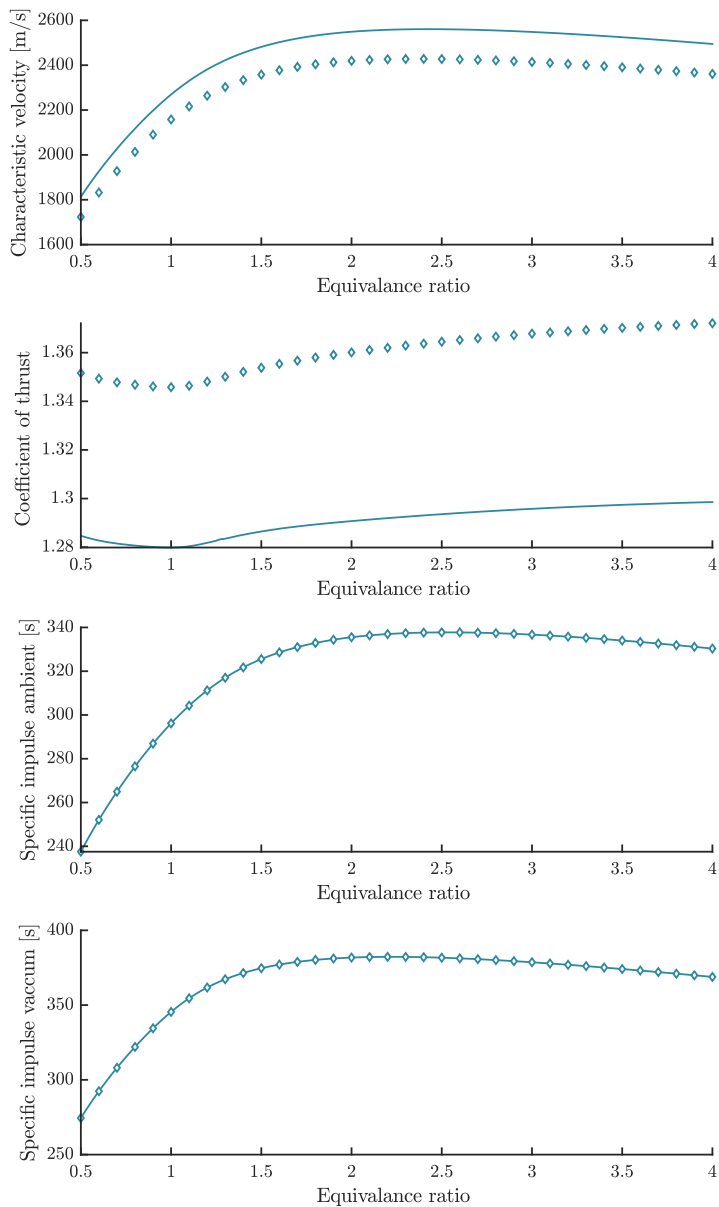 Characteristic velocity [m/s]
2600
2400
2200
2000
1800
1600
0.5 1 1.5 2 2.5 3 3.5 4
Equivalance ratio
Coefficient of thrust
1.36
1.34
1.32
1.3
1.28
0.5 1 1.5 2 2.5 3 3.5 4
Equivalance ratio
Specific impulse ambient [s]
340
320
300
280
260
240
0.5 1 1.5 2 2.5 3 3.5 4
Equivalance ratio
Specific impulse vaccum [s]
400
350
300
250
0.5 1 1.5 2 2.5 3 3.5 4
Equivalance ratio